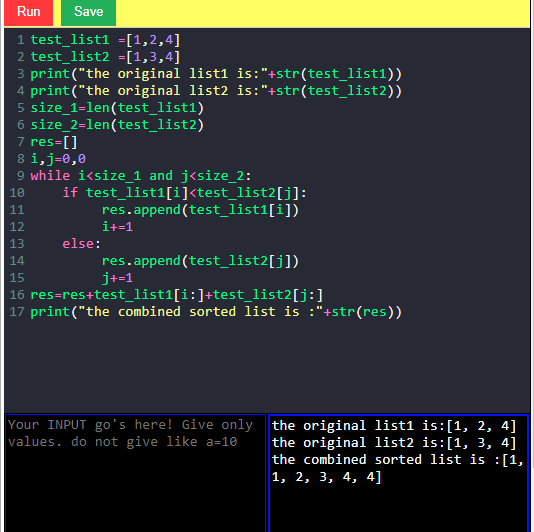 Run Save
1 test_list1 =[1,2,4]
2 test_list2 =[1,3,4]
3 print("the original list1 is:"+str(test_list1))
4 print("the original list2 is:"+str(test_list2))
5 size_1=len(test_list1)
6 size_2=len(test_list2)
7 res=[]
8 i,j=0,0
9 while i<size_1 and j<size_2:
10 if test_list1[i]<test_list2[j]:
11 res.append(test_list1[i])
12 i+=1
13 else:
14 res.append(test_list2[j])
15 j+=1
16 res=res+test_list1[i:]+test_list2[j:]
17 print("the combined sorted list is :"+str(res))
Your INPUT go's here! Give only
values. do not give like a=10
the original list1 is:[1, 2, 4]
the original list2 is:[1, 3, 4]
the combined sorted list is :[1,
1, 2, 3, 4, 4]